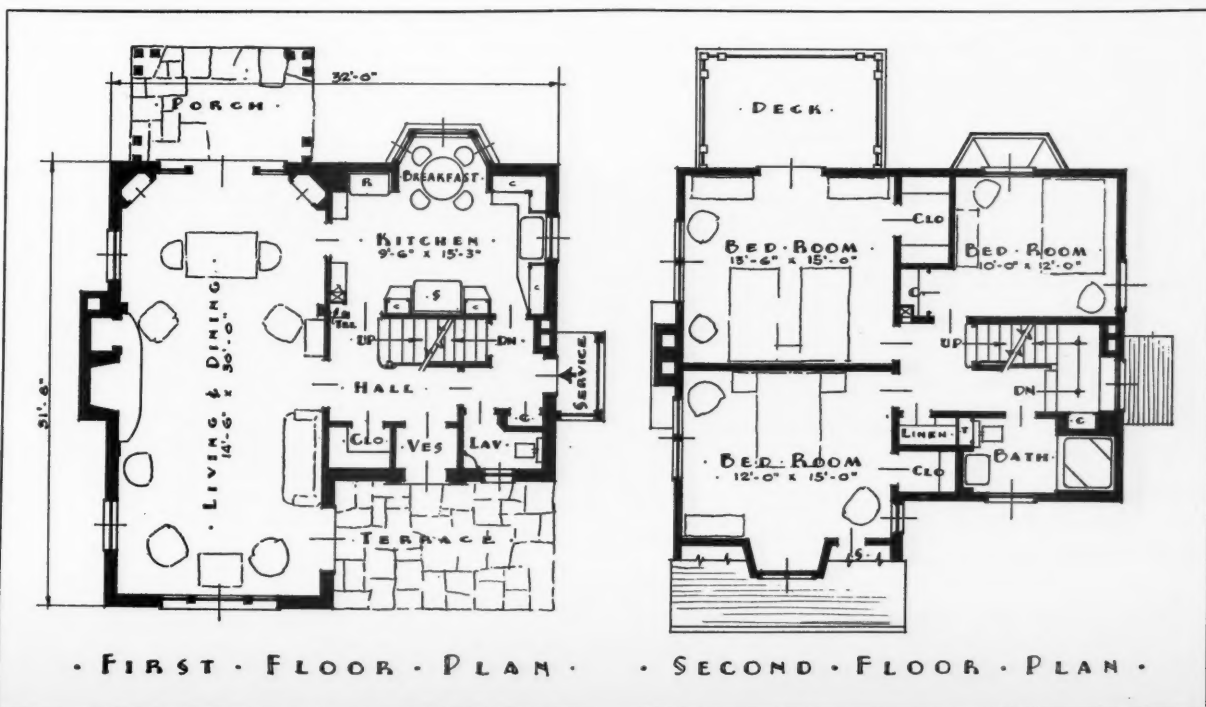 32'-0"
PORCH
31'-8"
R
BREAKFAST
C
KITCHEN
9'-6" x 15'-3"
C
S
C
C
TEL
LIVING & DINING
14'-6" x 30'-0"
UP
DN
HALL
SERVICE
CLO
VES
LAV
C
TERRACE
· FIRST · FLOOR · PLAN ·
· DECK ·
BED · ROOM
13'-6" x 15'-0"
CLO
BED · ROOM
10'-0" x 12'-0"
C
UP
DN
LINEN
T
C
BATH
BED · ROOM
12'-0" x 15'-0"
CLO
S
· SECOND · FLOOR · PLAN ·